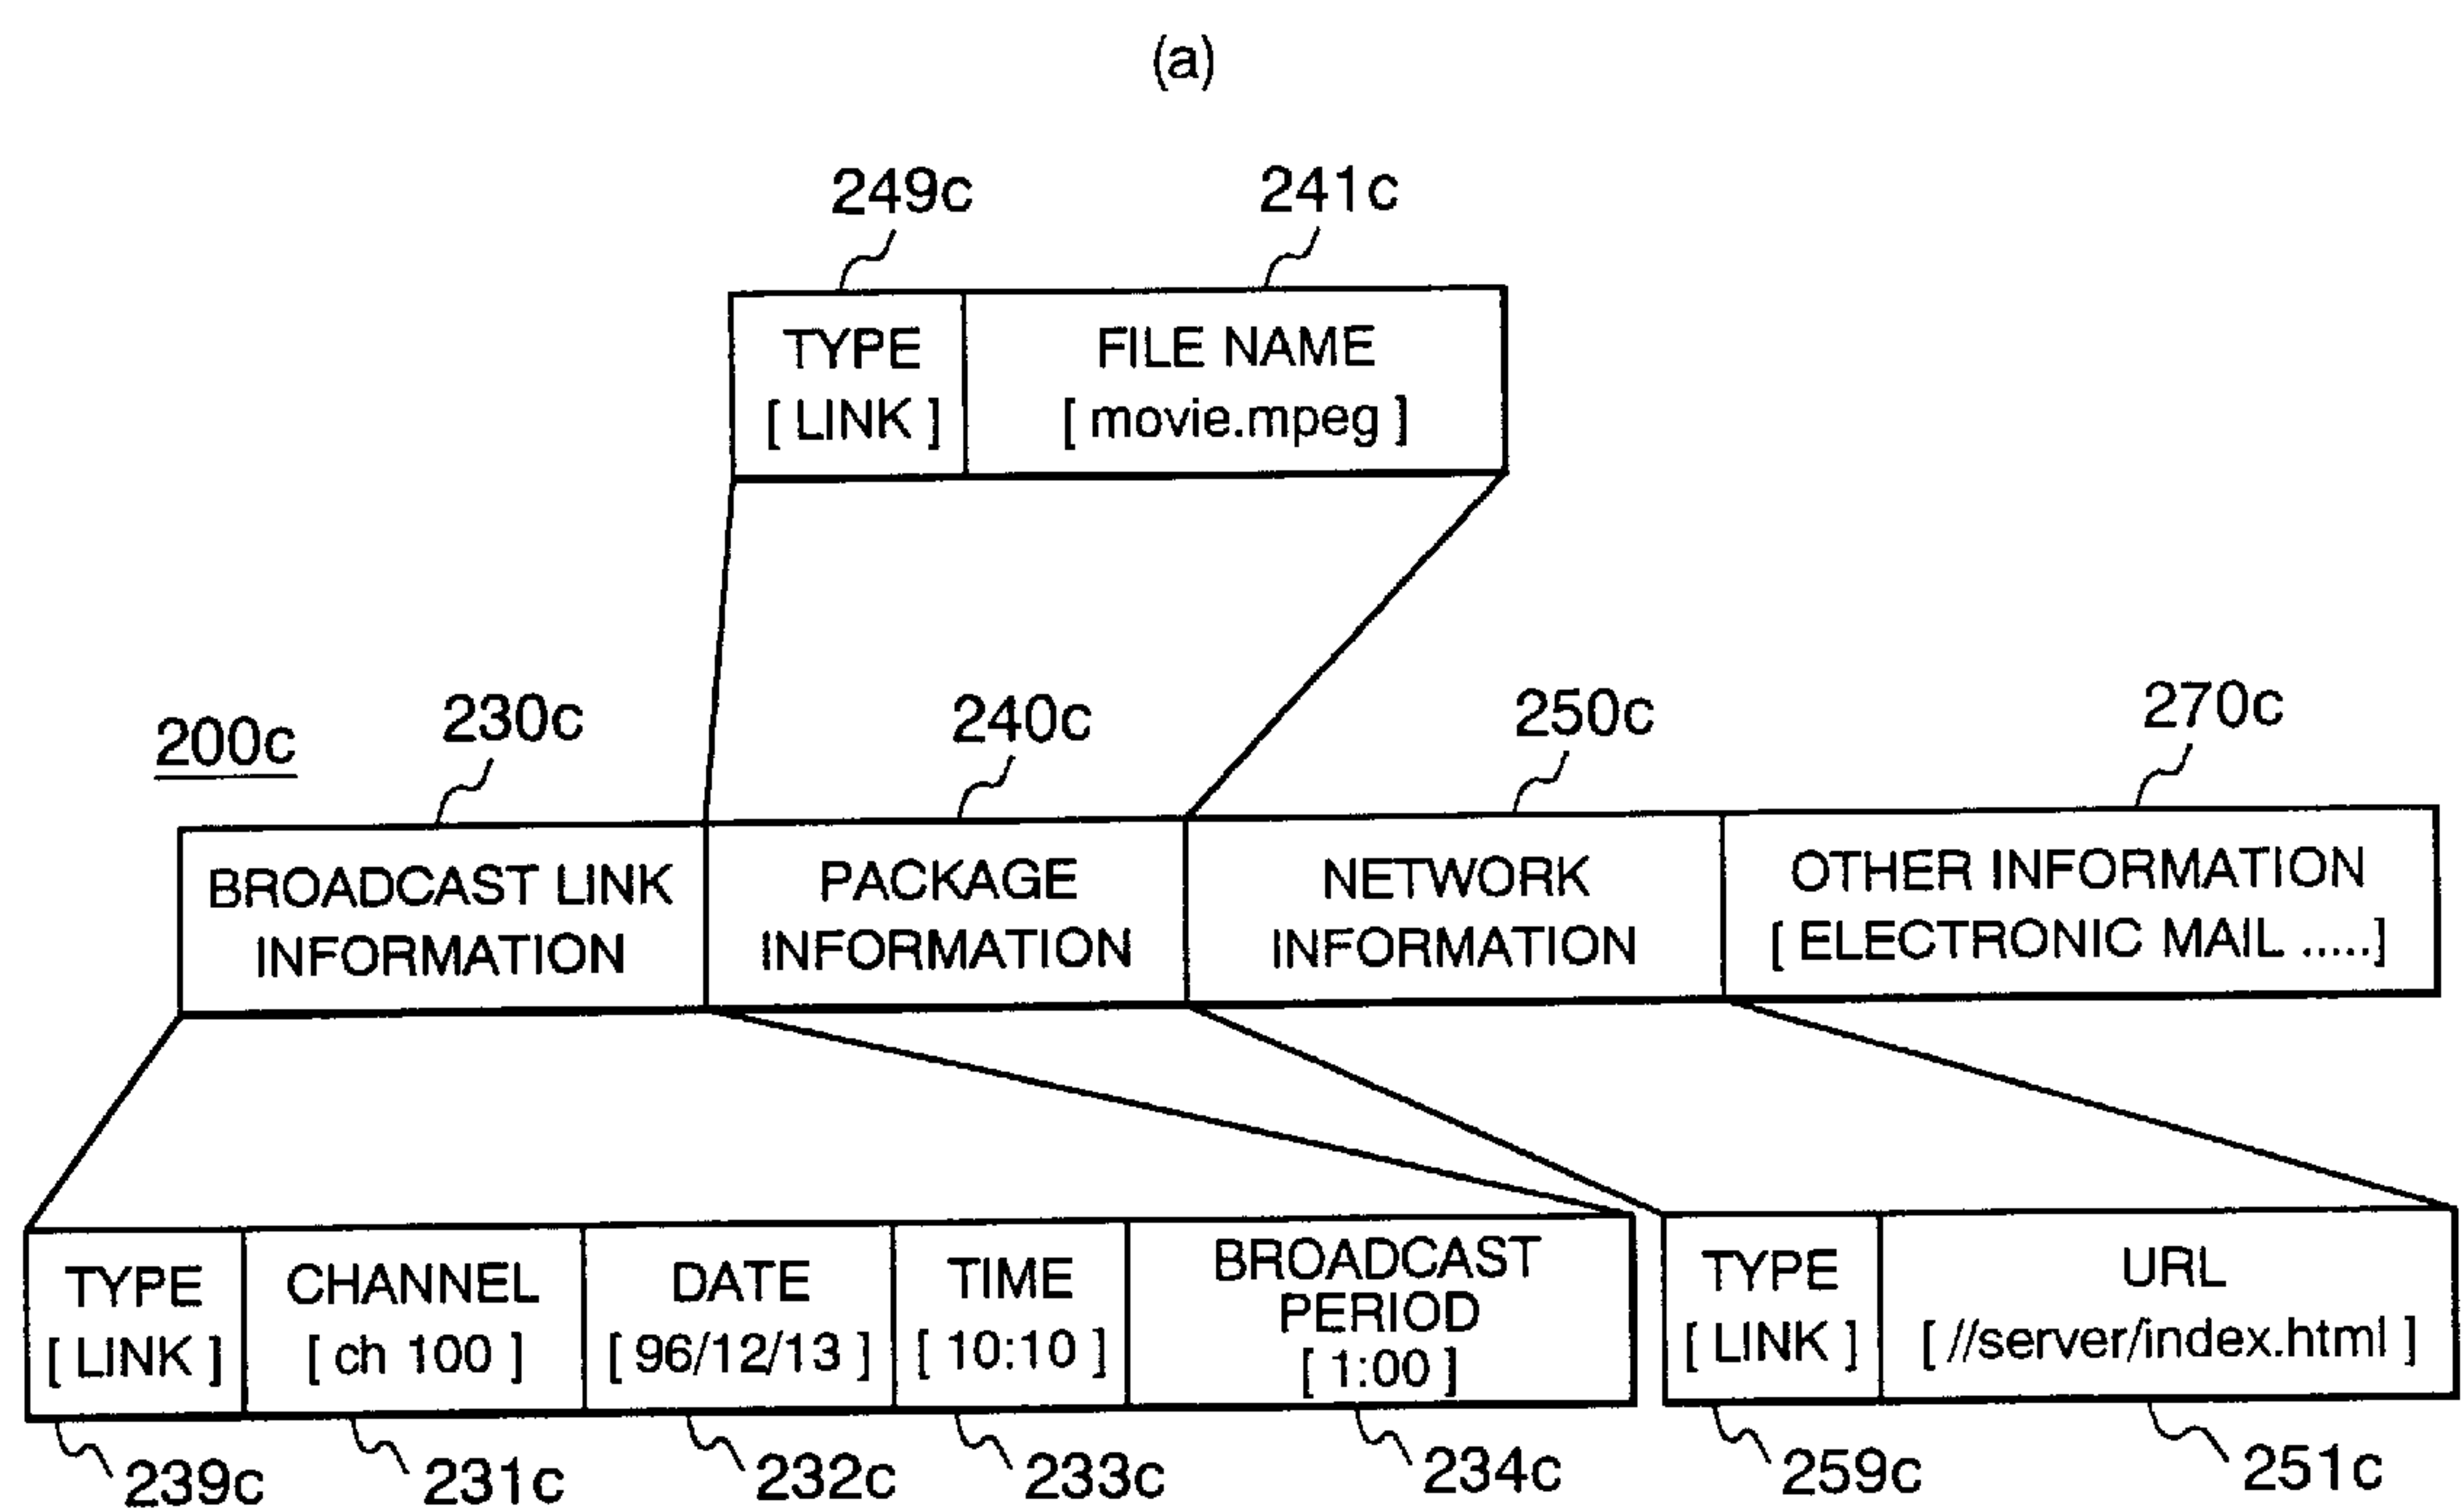 (a)
249c
241c
TYPE
[ LINK ]
FILE NAME
[ movie.mpeg ]
200c
230c
240c
250c
270c
BROADCAST LINK
INFORMATION
PACKAGE
INFORMATION
NETWORK
INFORMATION
OTHER INFORMATION
[ ELECTRONIC MAIL ..... ]
TYPE
[ LINK ]
CHANNEL
[ ch 100 ]
DATE
[ 96/12/13 ]
TIME
[ 10:10 ]
BROADCAST
PERIOD
[ 1:00 ]
TYPE
[ LINK ]
URL
[ //server/index.html ]
239c
231c
232c
233c
234c
259c
251c